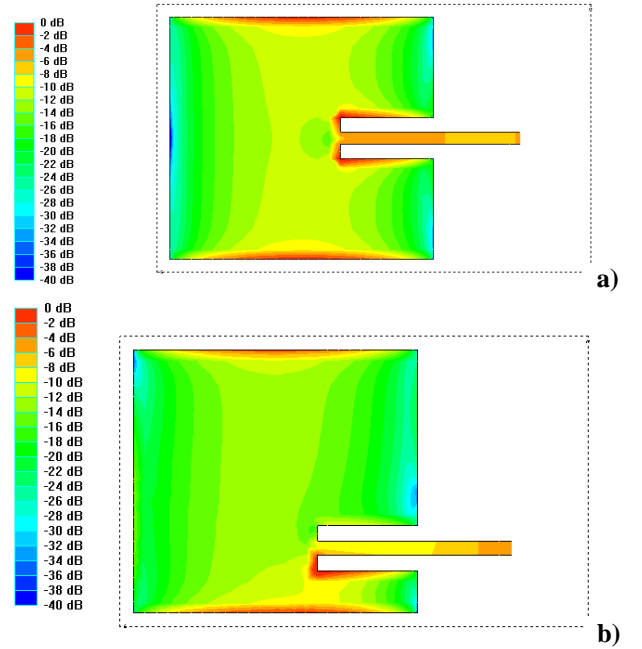 0 dB
-2 dB
-4 dB
-6 dB
-8 dB
-10 dB
-12 dB
-14 dB
-16 dB
-18 dB
-20 dB
-22 dB
-24 dB
-26 dB
-28 dB
-30 dB
-32 dB
-34 dB
-36 dB
-38 dB
-40 dB
a)
0 dB
-2 dB
-4 dB
-6 dB
-8 dB
-10 dB
-12 dB
-14 dB
-16 dB
-18 dB
-20 dB
-22 dB
-24 dB
-26 dB
-28 dB
-30 dB
-32 dB
-34 dB
-36 dB
-38 dB
-40 dB
b)